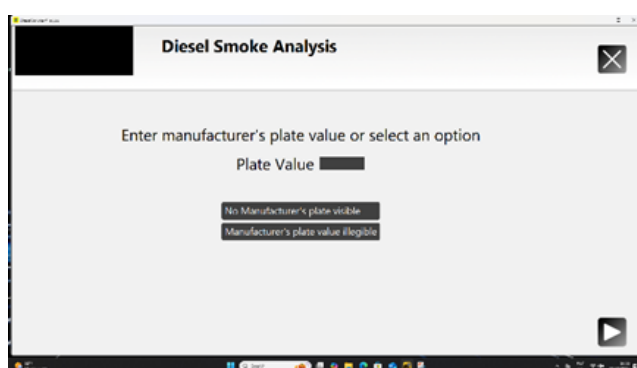 Diesel Smoke Analysis
Enter manufacturer's plate value or select an option
Plate Value
No Manufacturer's plate visible
Manufacturer's plate value illegible
Search